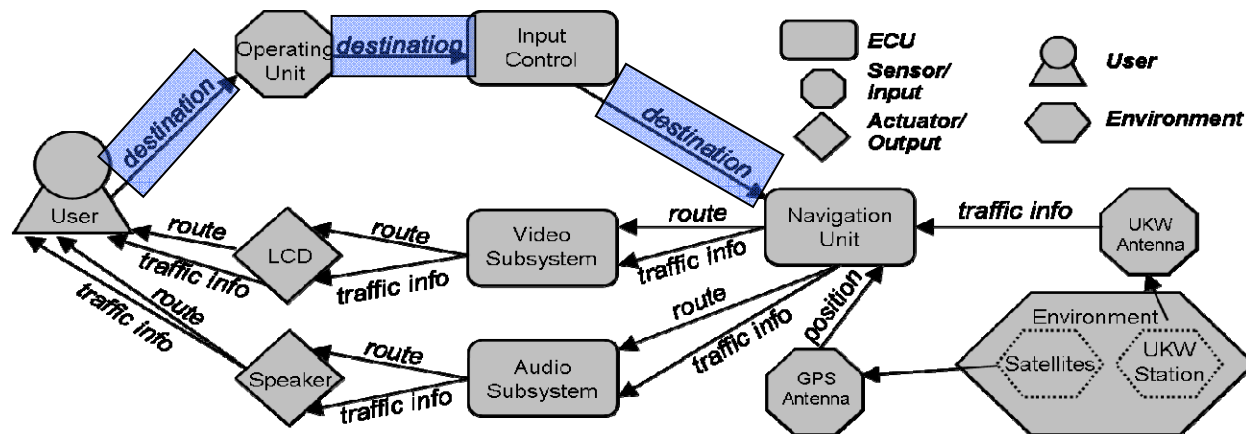 Operating
Unit
destination
Input
Control
ECU
Sensor/
Input
Actuator/
Output
User
Environment
destination
destination
User
route
traffic info
LCD
route
traffic info
Video
Subsystem
route
traffic info
Navigation
Unit
traffic info
UKW
Antenna
route
traffic info
Speaker
route
traffic info
Audio
Subsystem
route
traffic info
position
GPS
Antenna
Environment
Satellites
UKW
Station